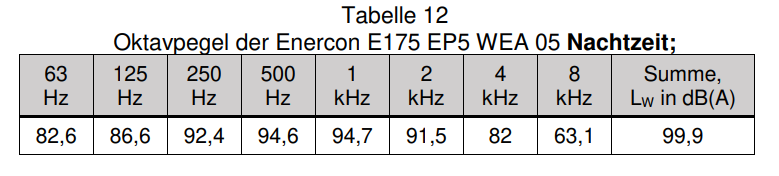 Tabelle 12
Oktavpegel der Enercon E175 EP5 WEA 05 Nachtzeit;
63 Hz 125 Hz 250 Hz 500 Hz 1 kHz 2 kHz 4 kHz 8 kHz Summe, LW in dB(A)
82,6 86,6 92,4 94,6 94,7 91,5 82 63,1 99,9